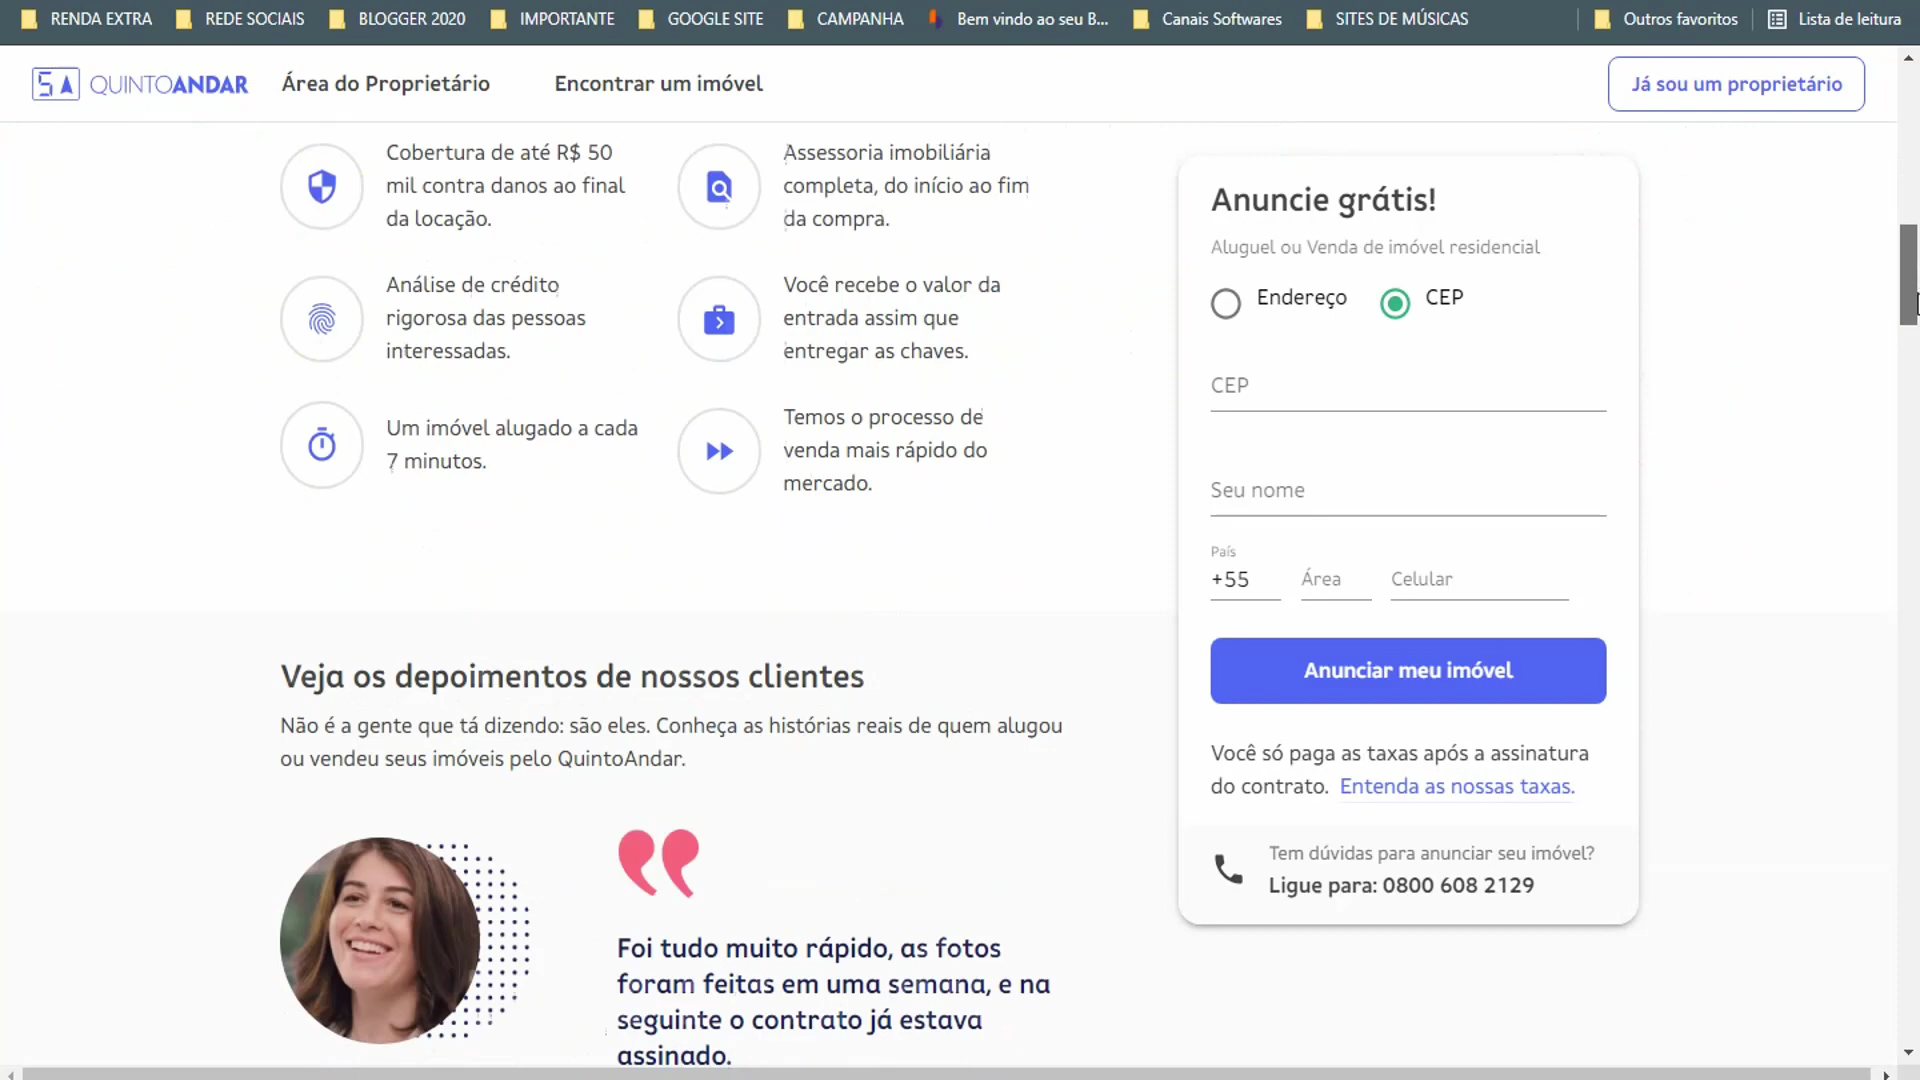 RENDA EXTRA
REDE SOCIAIS
BLOGGER 2020
IMPORTANTE
GOOGLE SITE
CAMPANHA
Bem vindo ao seu B...
Canais Softwares
SITES DE MÚSICAS
Outros favoritos
Lista de leitura
5A QUINTOANDAR
Área do Proprietário
Encontrar um imóvel
Já sou um proprietário
Cobertura de até R$ 50
mil contra danos ao final
da locação.
Assessoria imobiliária
completa, do início ao fim
da compra.
Análise de crédito
rigorosa das pessoas
interessadas.
Você recebe o valor da
entrada assim que
entregar as chaves.
Um imóvel alugado a cada
7 minutos.
Temos o processo de
venda mais rápido do
mercado.
Anuncie grátis!
Aluguel ou Venda de imóvel residencial
Endereço
CEP
CEP
Seu nome
País
+55
Área
Celular
Anunciar meu imóvel
Você só paga as taxas após a assinatura
do contrato. Entenda as nossas taxas.
Tem dúvidas para anunciar seu imóvel?
Ligue para: 0800 608 2129
Veja os depoimentos de nossos clientes
Não é a gente que tá dizendo: são eles. Conheça as histórias reais de quem alugou
ou vendeu seus imóveis pelo QuintoAndar.
Foi tudo muito rápido, as fotos
foram feitas em uma semana, e na
seguinte o contrato já estava
assinado.